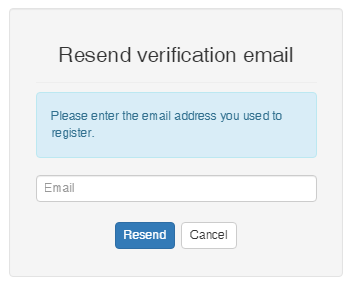 Resend verification email
Please enter the email address you used to
register.
Email
Resend
Cancel